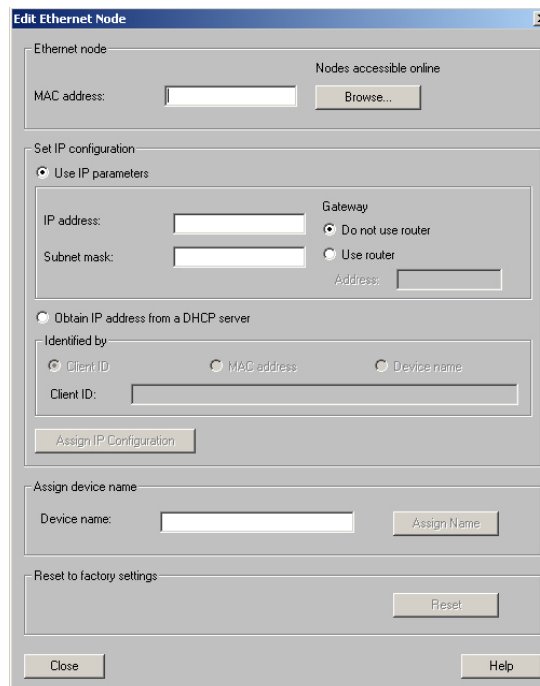 Edit Ethernet Node
Ethernet node
Nodes accessible online
MAC address:
Browse...
Set IP configuration
Use IP parameters
IP address:
Subnet mask:
Gateway
Do not use router
Use router
Address:
Obtain IP address from a DHCP server
Identified by
Client ID
MAC address
Device name
Client ID:
Assign IP Configuration
Assign device name
Device name:
Assign Name
Reset to factory settings
Reset
Close
Help